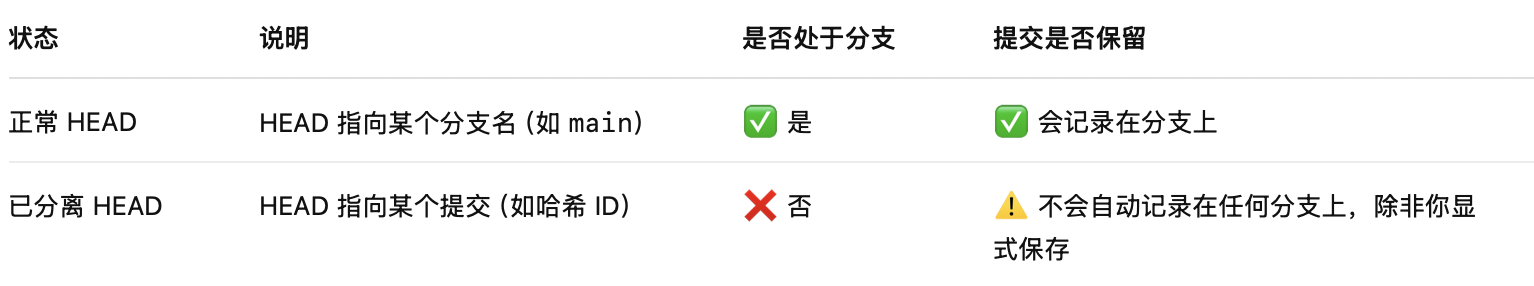 状态 说明 是否处于分支 提交是否保留
正常 HEAD HEAD 指向某个分支名 (如 main) ✅ 是 ✅ 会记录在分支上
已分离 HEAD HEAD 指向某个提交 (如哈希 ID) ❌ 否 ⚠️ 不会自动记录在任何分支上，除非你显
式保存